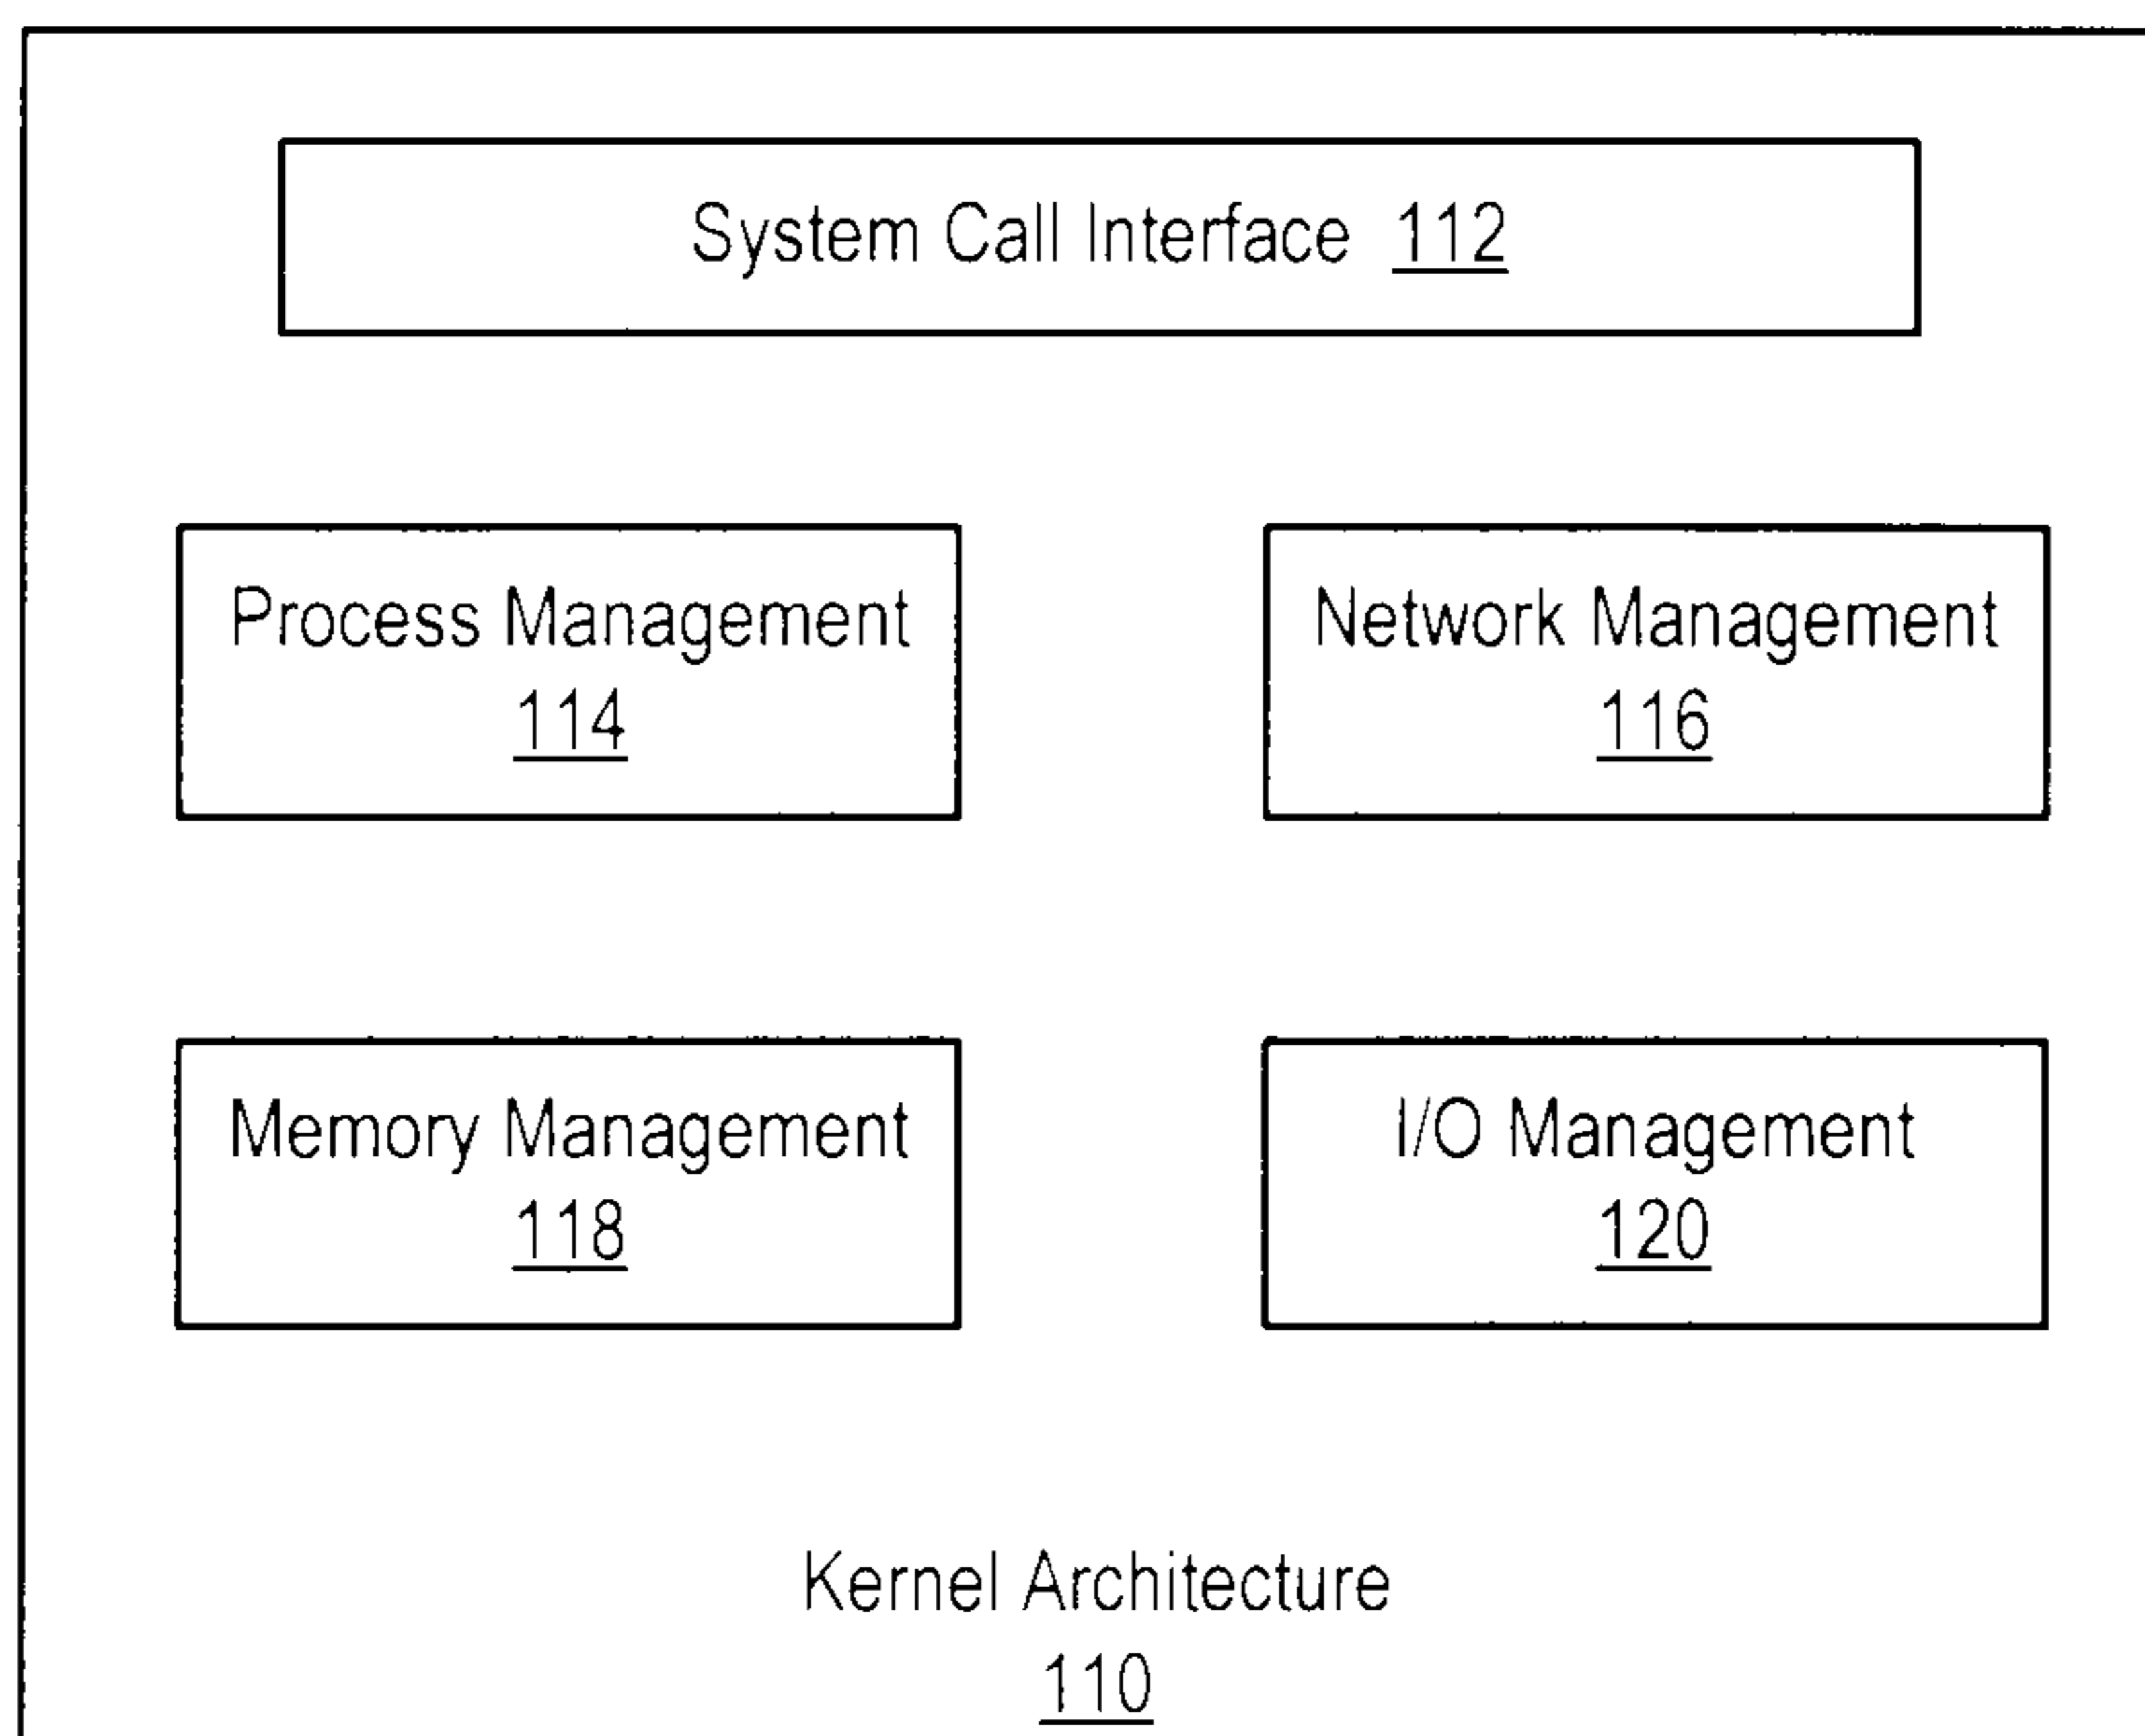 System Call Interface 112
Process Management
114
Network Management
116
Memory Management
118
I/O Management
120
Kernel Architecture
110